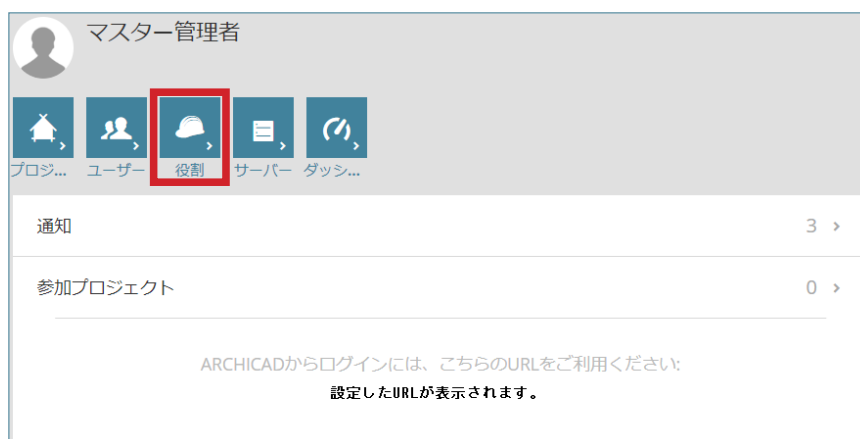 マスター管理者
プロジ... ユーザー 役割 サーバー ダッシ...
通知 3
参加プロジェクト 0
ARCHICADからログインには、こちらのURLをご利用ください:
設定したURLが表示されます。